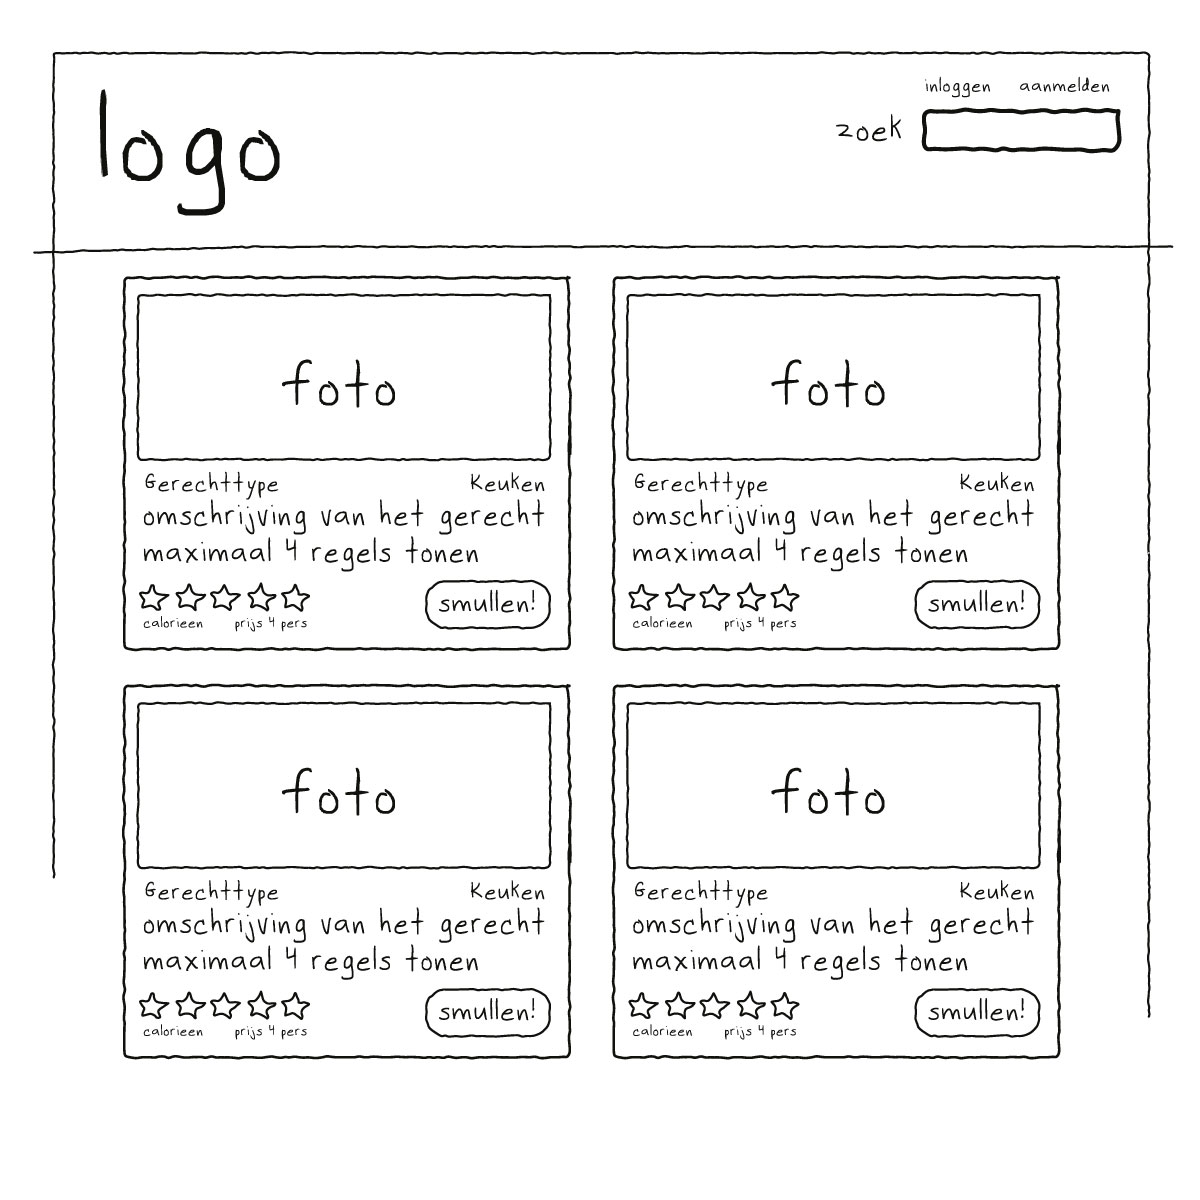 inloggen aanmelden
logo
zoek
foto
Gerechttype Keuken
omschrijving van het gerecht
maximaal 4 regels tonen
smullen!
calorieen prijs 4 pers
foto
Gerechttype Keuken
omschrijving van het gerecht
maximaal 4 regels tonen
smullen!
calorieen prijs 4 pers
foto
Gerechttype Keuken
omschrijving van het gerecht
maximaal 4 regels tonen
smullen!
calorieen prijs 4 pers
foto
Gerechttype Keuken
omschrijving van het gerecht
maximaal 4 regels tonen
smullen!
calorieen prijs 4 pers